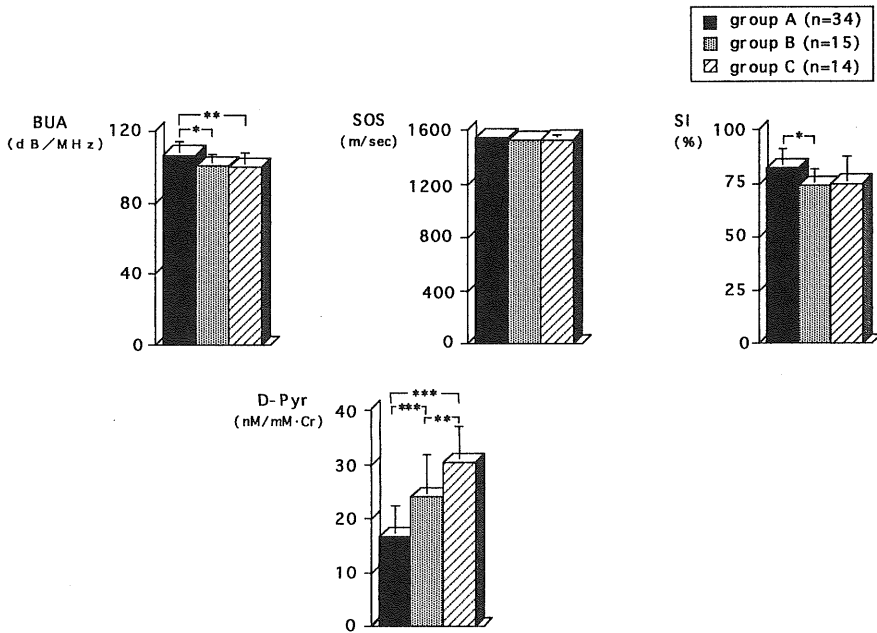 group A (n=34)
group B (n=15)
group C (n=14)
BUA
(dB/MHz)
120
80
40
0
**
*
SOS
(m/sec)
1600
1200
800
400
0
SI
(%)
100
75
50
25
0
*
D-Pyr
(nM/mM·Cr)
40
30
20
10
0
***
***
**